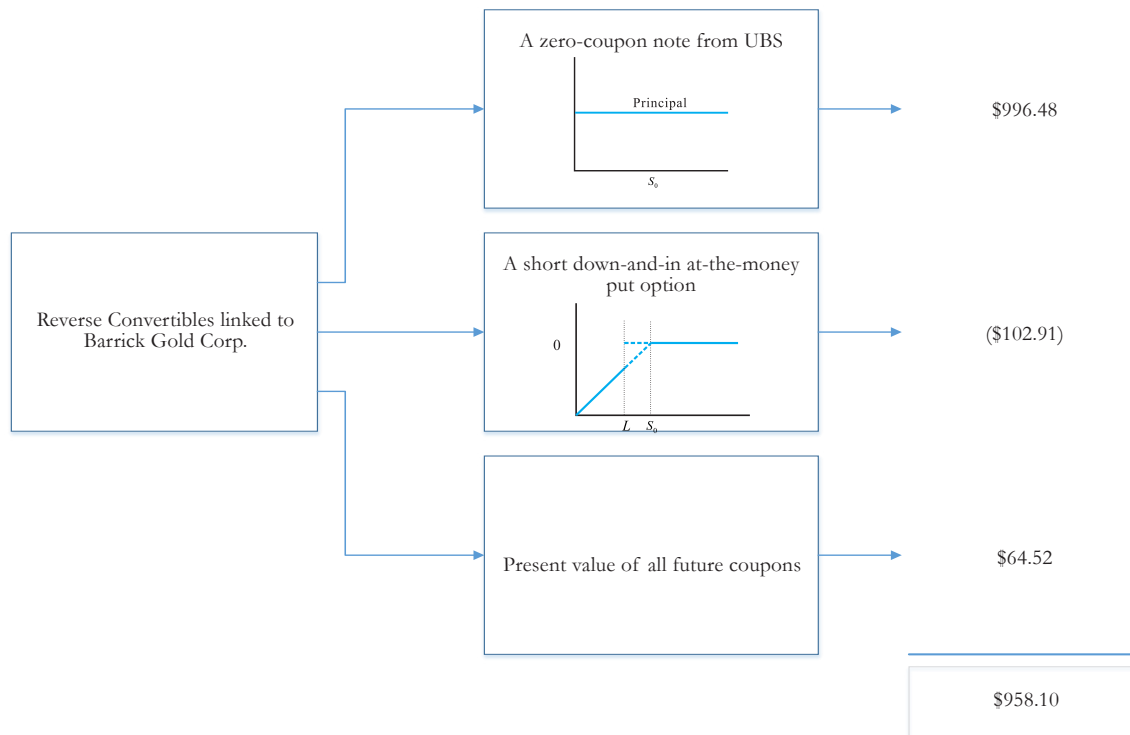 A zero-coupon note from UBS
Principal
S₀
$996.48
Reverse Convertibles linked to
Barrick Gold Corp.
A short down-and-in at-the-money
put option
0
L S₀
($102.91)
Present value of all future coupons
$64.52
$958.10